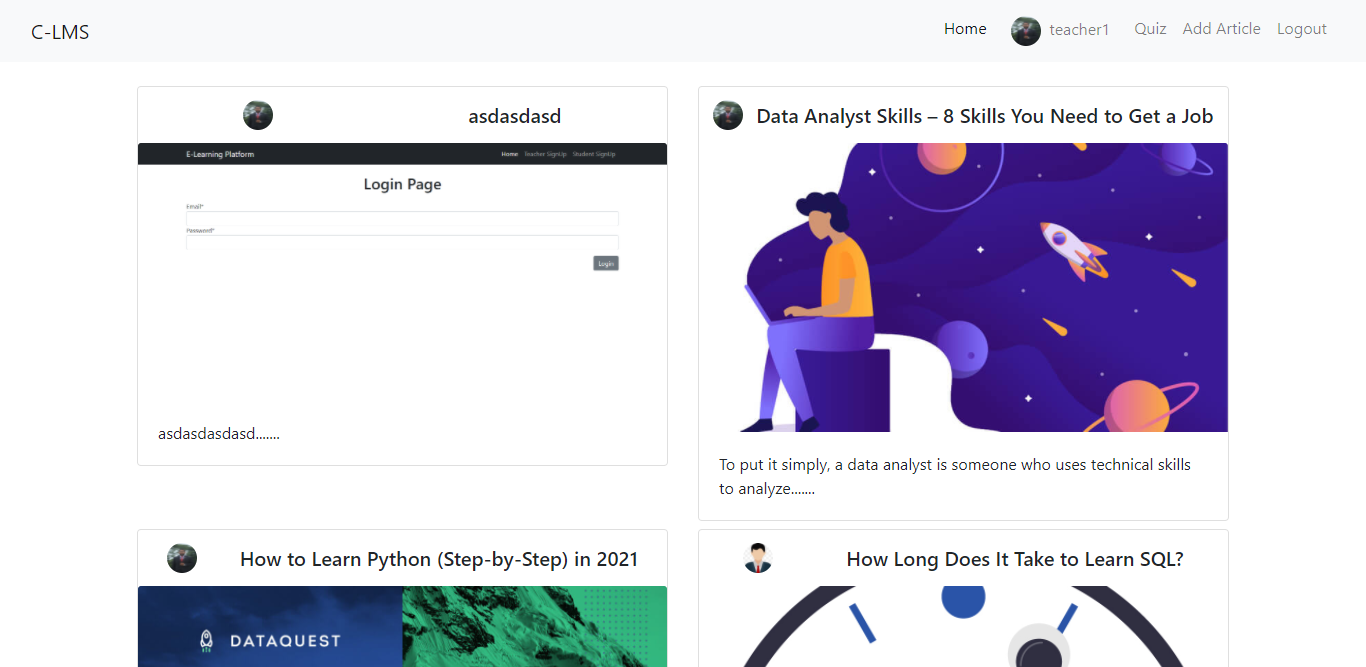 C-LMS
Home teacher1 Quiz Add Article Logout
asdasdasd
E-Learning Platform Home Teacher SignUp Student SignUp
Login Page
Email*
Password*
Login
asdasdasdasd.......
Data Analyst Skills – 8 Skills You Need to Get a Job
To put it simply, a data analyst is someone who uses technical skills
to analyze.......
How to Learn Python (Step-by-Step) in 2021
DATAQUEST
How Long Does It Take to Learn SQL?